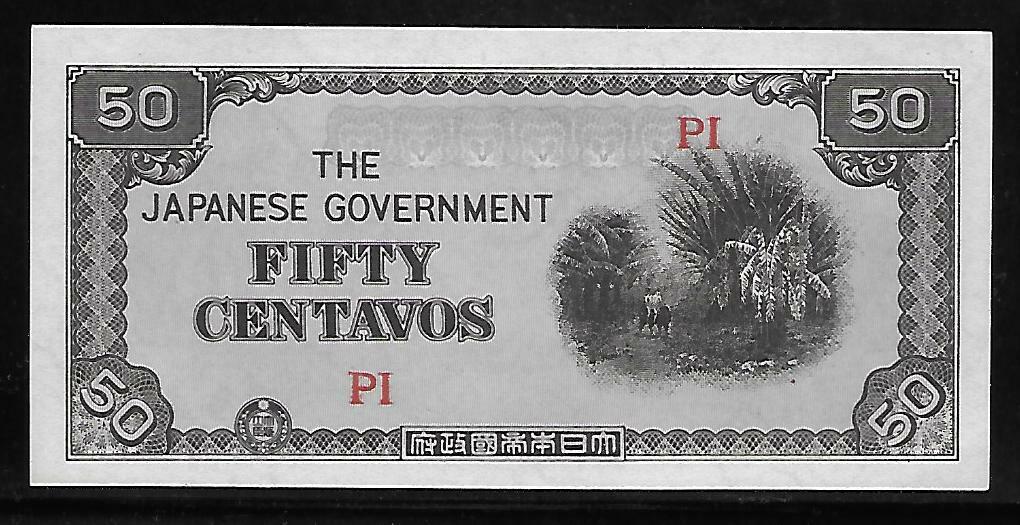 50
50
PI
THE
JAPANESE GOVERNMENT
FIFTY
CENTAVOS
PI
50
50
大日本帝國政府